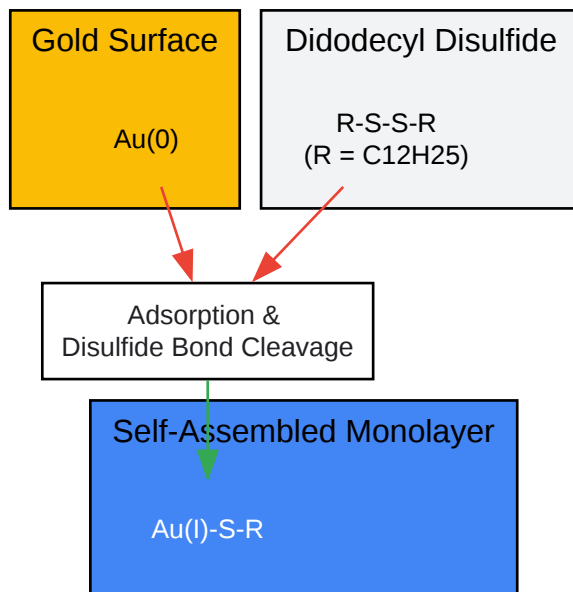 Gold Surface
Au(0)
Didodecyl Disulfide
R-S-S-R
(R = C12H25)
Adsorption &
Disulfide Bond Cleavage
Self-Assembled Monolayer
Au(I)-S-R